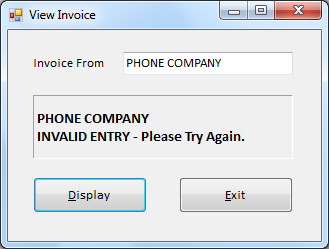 View Invoice
Invoice From PHONE COMPANY
PHONE COMPANY
INVALID ENTRY - Please Try Again.
Display Exit